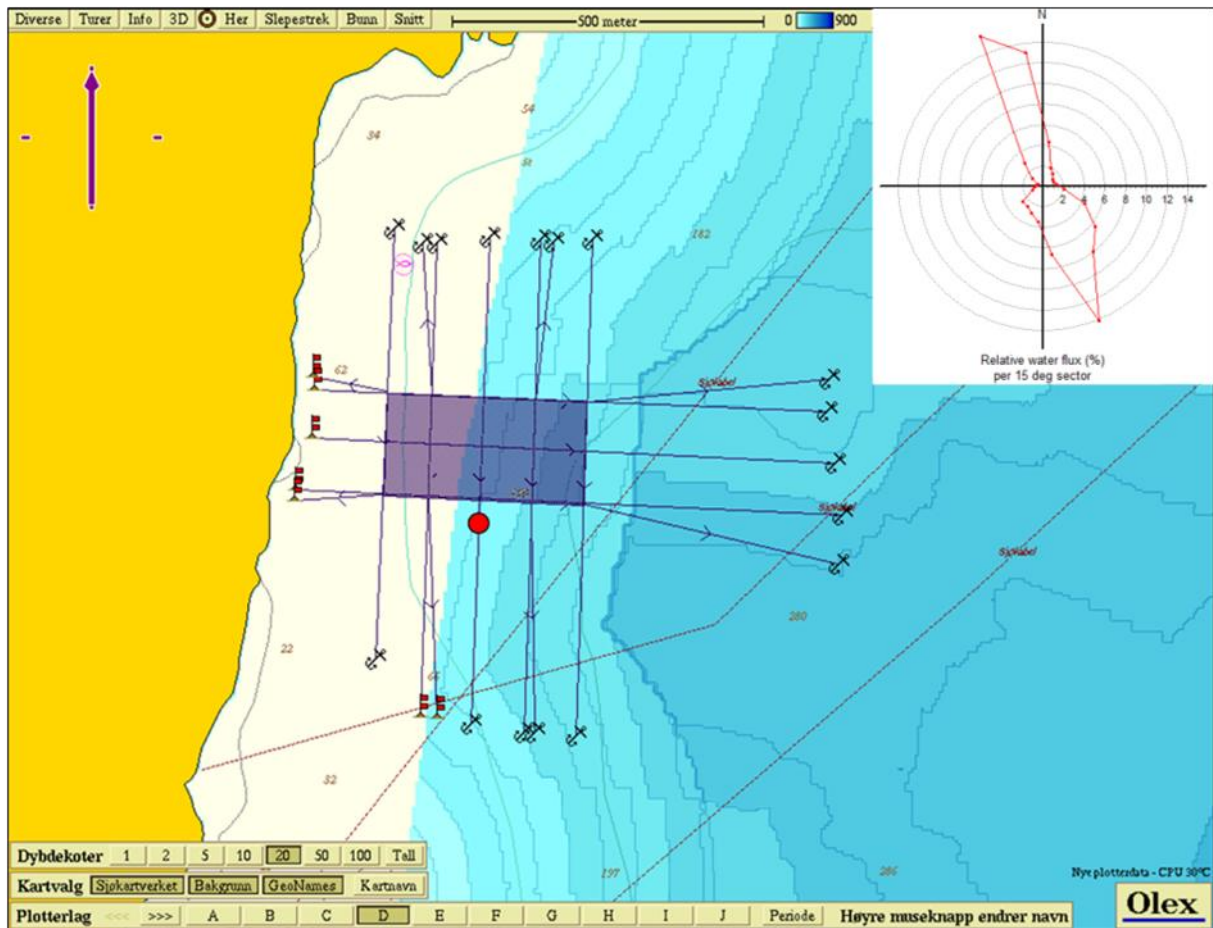 Diverse Turer Info 3D Her Slepestrek Bunn Snitt 500 meter 0 900
N
54
34
51
182
2 4 6 8 10 12 14
Relative water flux (%)
per 15 deg sector
62
Sjøkabel
Sjøkabel
Sjøkabel
280
22
32
197
286
Dybdekoter 1 2 5 10 20 50 100 Tall
Nye plotterdata - CPU 30°C
Kartvalg Sjøkartverket Bakgrunn GeoNames Kartnavn
Plotterlag <<< >>> A B C D E F G H I J Periode Høyre museknapp endrer navn
Olex